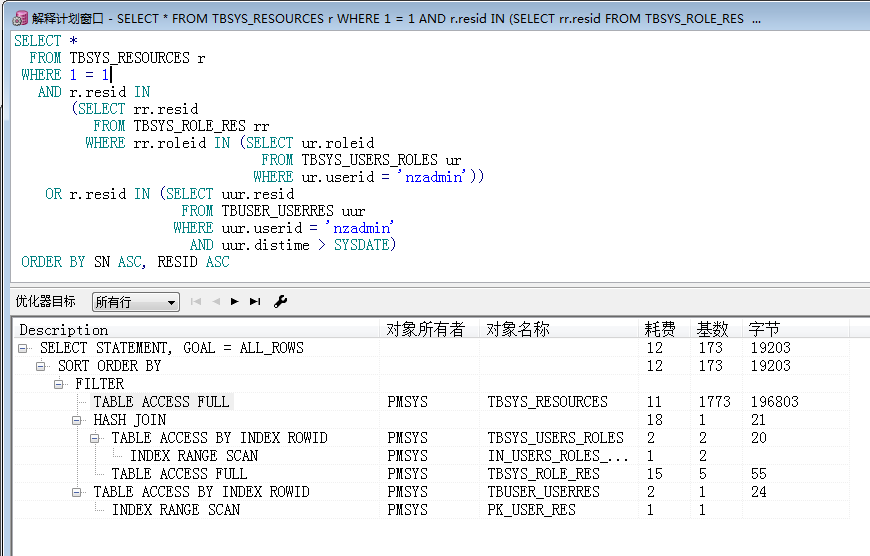 解释计划窗口 - SELECT * FROM TBSYS_RESOURCES r WHERE 1 = 1 AND r.resid IN (SELECT rr.resid FROM TBSYS_ROLE_RES ...
SELECT *
FROM TBSYS_RESOURCES r
WHERE 1 = 1
AND r.resid IN
(SELECT rr.resid
FROM TBSYS_ROLE_RES rr
WHERE rr.roleid IN (SELECT ur.roleid
FROM TBSYS_USERS_ROLES ur
WHERE ur.userid = 'nzadmin'))
OR r.resid IN (SELECT uur.resid
FROM TBUSER_USERRES uur
WHERE uur.userid = 'nzadmin'
AND uur.distime > SYSDATE)
ORDER BY SN ASC, RESID ASC
优化器目标 所有行
Description 对象所有者 对象名称 耗费 基数 字节
SELECT STATEMENT, GOAL = ALL_ROWS 12 173 19203
SORT ORDER BY 12 173 19203
FILTER
TABLE ACCESS FULL PMSYS TBSYS_RESOURCES 11 1773 196803
HASH JOIN 18 1 21
TABLE ACCESS BY INDEX ROWID PMSYS TBSYS_USERS_ROLES 2 2 20
INDEX RANGE SCAN PMSYS IN_USERS_ROLES_... 1 2
TABLE ACCESS FULL PMSYS TBSYS_ROLE_RES 15 5 55
TABLE ACCESS BY INDEX ROWID PMSYS TBUSER_USERRES 2 1 24
INDEX RANGE SCAN PMSYS PK_USER_RES 1 1